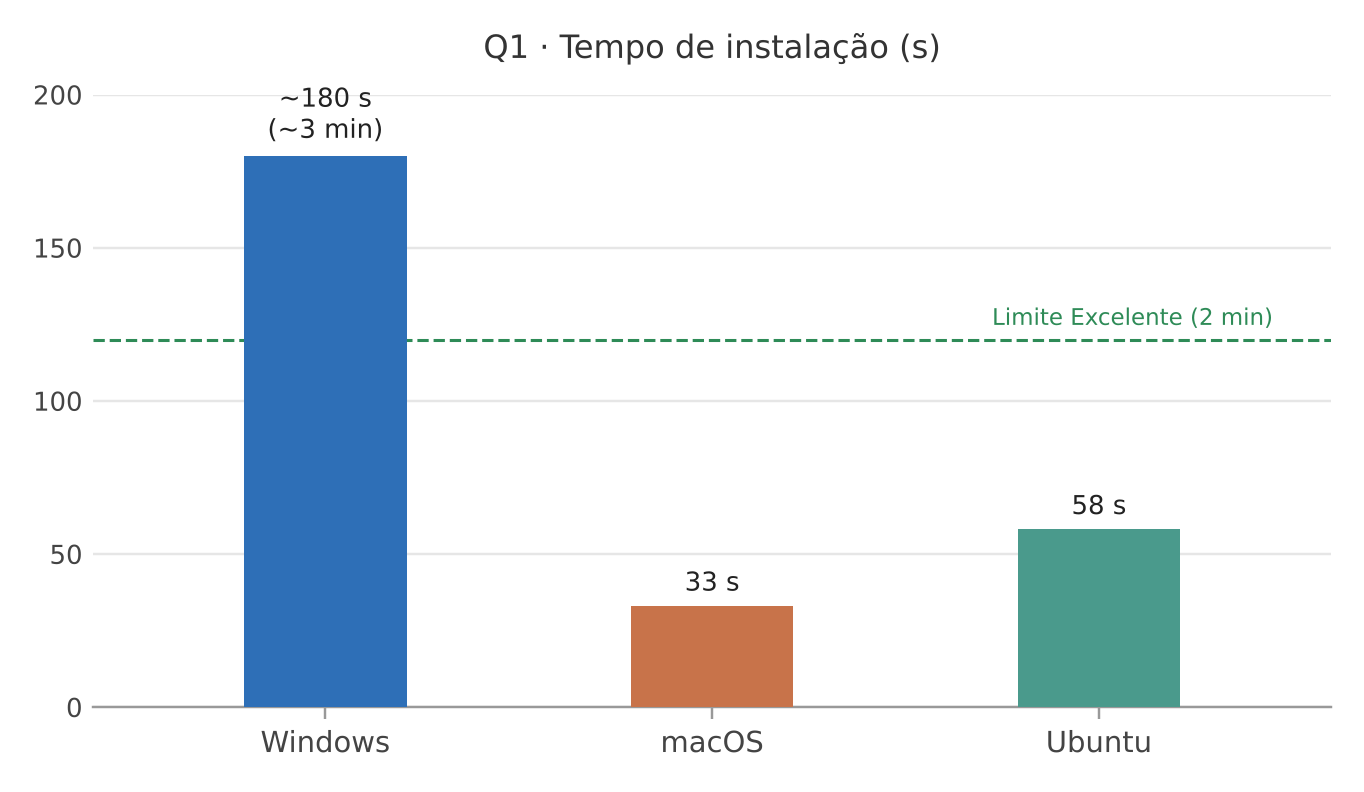 Q1 · Tempo de instalação (s)
200
~180 s
(~3 min)
150
Limite Excelente (2 min)
100
58 s
50
33 s
0
Windows
macOS
Ubuntu